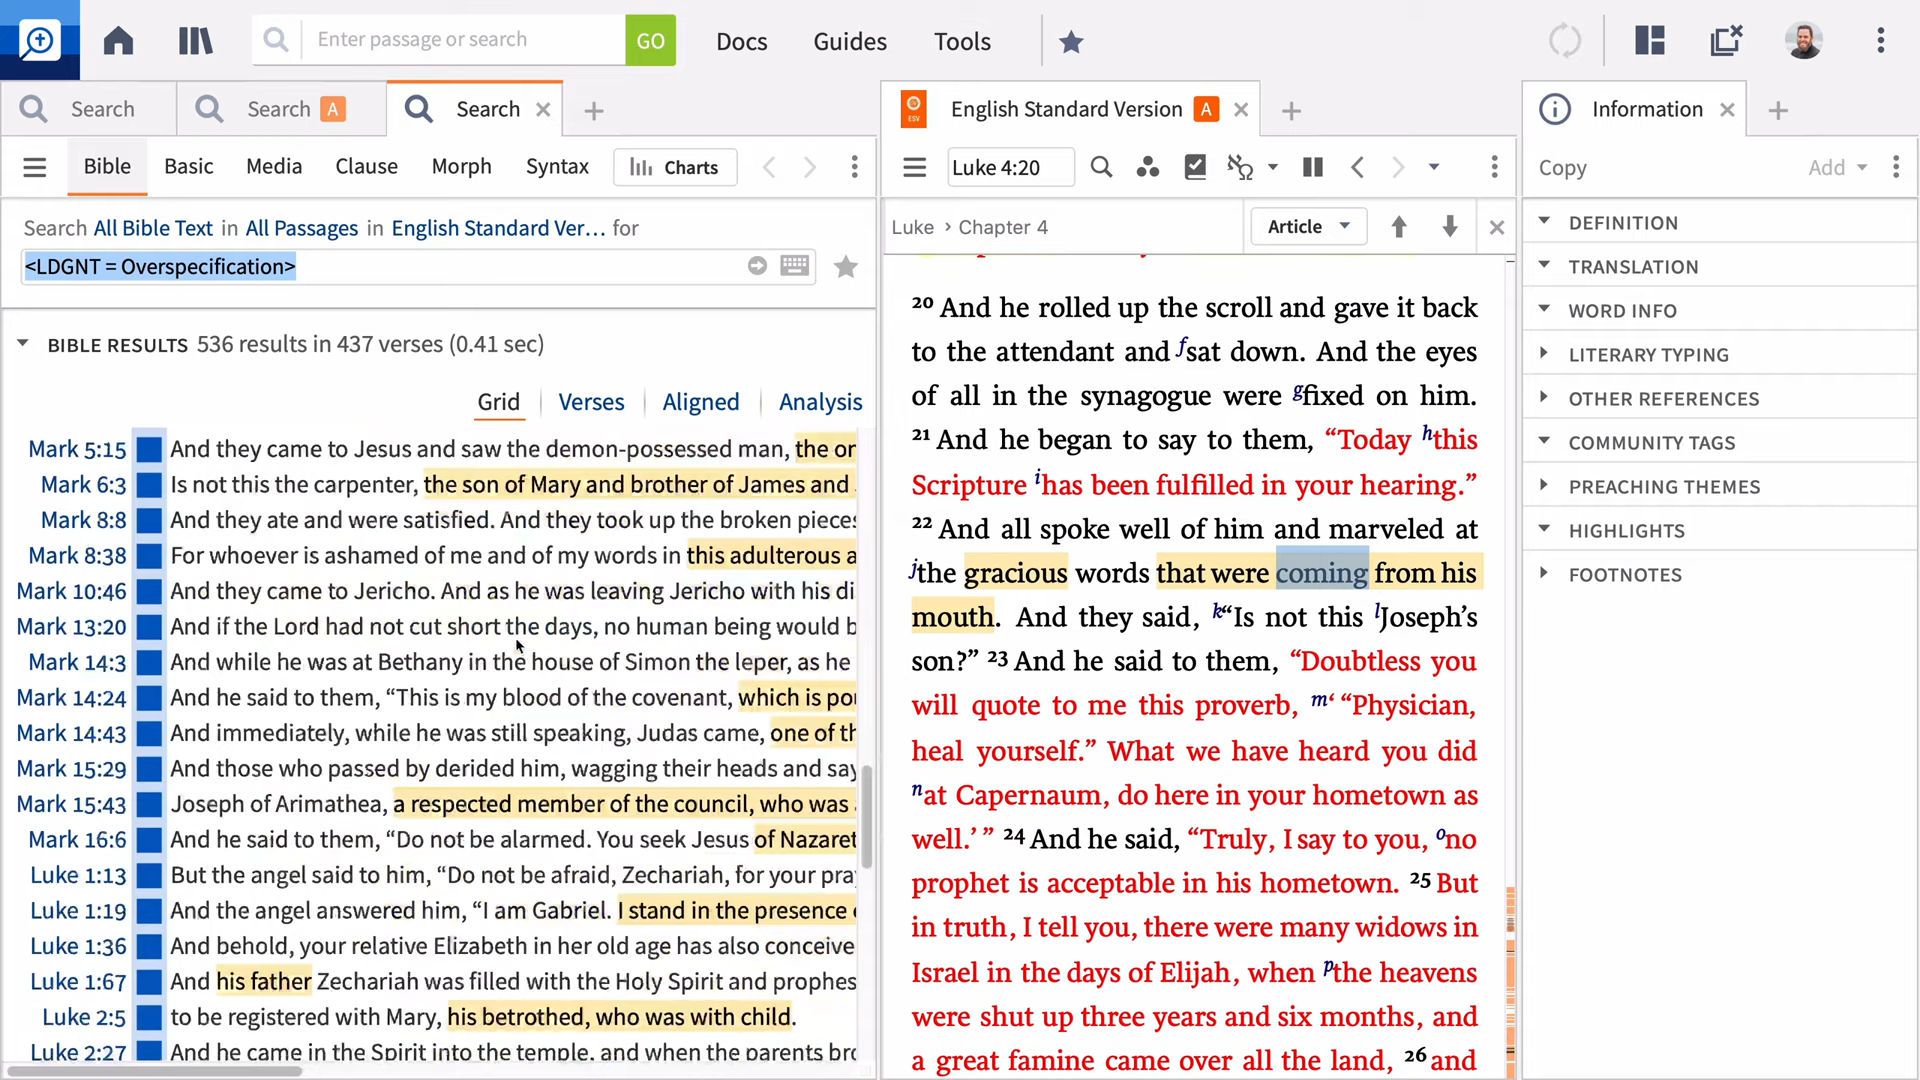 Enter passage or search
GO
Docs
Guides
Tools
Search
Search A
Search
English Standard Version A
Information
Bible
Basic
Media
Clause
Morph
Syntax
Charts
Luke 4:20
Copy
Add
Search All Bible Text in All Passages in English Standard Ver... for
<LDGNT = Overspecification>
BIBLE RESULTS 536 results in 437 verses (0.41 sec)
Grid
Verses
Aligned
Analysis
Mark 5:15 And they came to Jesus and saw the demon-possessed man, the
Mark 6:3 Is not this the carpenter, the son of Mary and brother of James and
Mark 8:8 And they ate and were satisfied. And they took up the broken pieces
Mark 8:38 For whoever is ashamed of me and of my words in this adulterous a
Mark 10:46 And they came to Jericho. And as he was leaving Jericho with his di
Mark 13:20 And if the Lord had not cut short the days, no human being would b
Mark 14:3 And while he was at Bethany in the house of Simon the leper, as he
Mark 14:24 And he said to them, “This is my blood of the covenant, which is po
Mark 14:43 And immediately, while he was still speaking, Judas came, one of th
Mark 15:29 And those who passed by derided him, wagging their heads and say
Mark 15:43 Joseph of Arimathea, a respected member of the council, who was
Mark 16:6 And he said to them, “Do not be alarmed. You seek Jesus of Nazaret
Luke 1:13 But the angel said to him, “Do not be afraid, Zechariah, for your pra
Luke 1:19 And the angel answered him, “I am Gabriel. I stand in the presence
Luke 1:36 And behold, your relative Elizabeth in her old age has also conceive
Luke 1:67 And his father Zechariah was filled with the Holy Spirit and prophes
Luke 2:5 to be registered with Mary, his betrothed, who was with child.
Luke 2:27 And he came in the Spirit into the temple, and when the parents bro
Luke › Chapter 4
Article
20 And he rolled up the scroll and gave it back
to the attendant and f sat down. And the eyes
of all in the synagogue were g fixed on him.
21 And he began to say to them, “Today h this
Scripture i has been fulfilled in your hearing.”
22 And all spoke well of him and marveled at
j the gracious words that were coming from his
mouth. And they said, k “Is not this l Joseph’s
son?” 23 And he said to them, “Doubtless you
will quote to me this proverb, m ‘ “Physician,
heal yourself.” What we have heard you did
n at Capernaum, do here in your hometown as
well.’ ” 24 And he said, “Truly, I say to you, o no
prophet is acceptable in his hometown. 25 But
in truth, I tell you, there were many widows in
Israel in the days of Elijah, when p the heavens
were shut up three years and six months, and
a great famine came over all the land, 26 and
DEFINITION
TRANSLATION
WORD INFO
LITERARY TYPING
OTHER REFERENCES
COMMUNITY TAGS
PREACHING THEMES
HIGHLIGHTS
FOOTNOTES